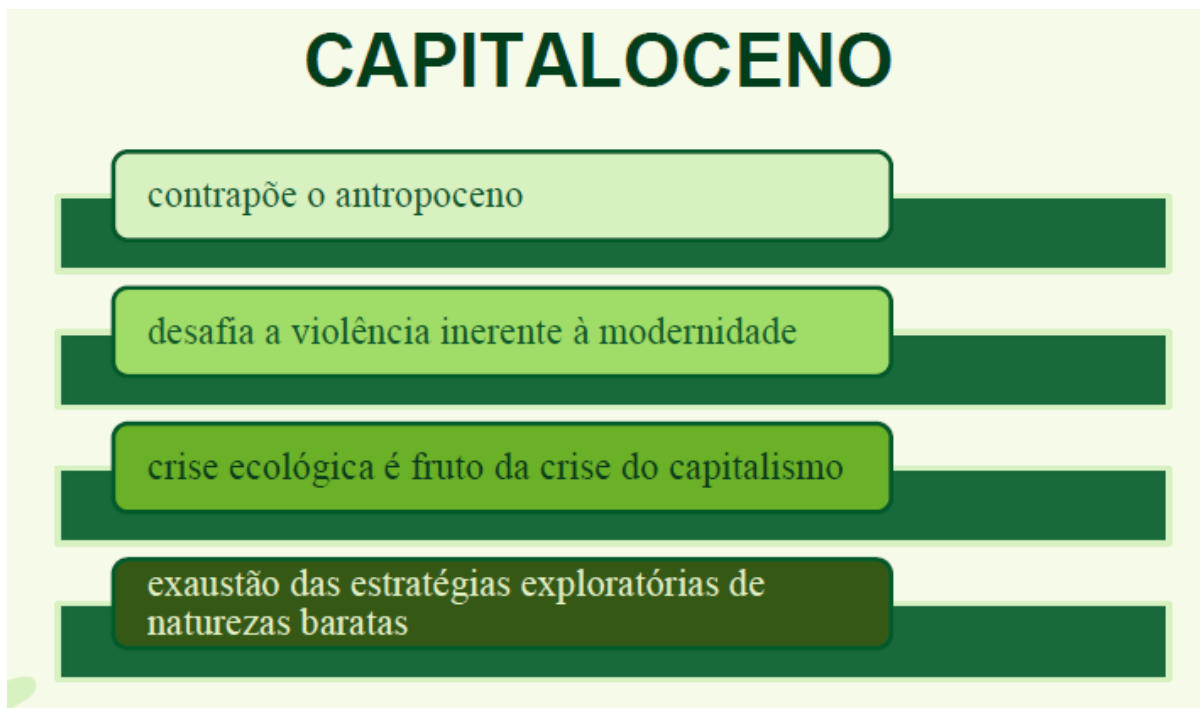 CAPITALOCENO
contrapõe o antropoceno
desafia a violência inerente à modernidade
crise ecológica é fruto da crise do capitalismo
exaustão das estratégias exploratórias de
naturezas baratas